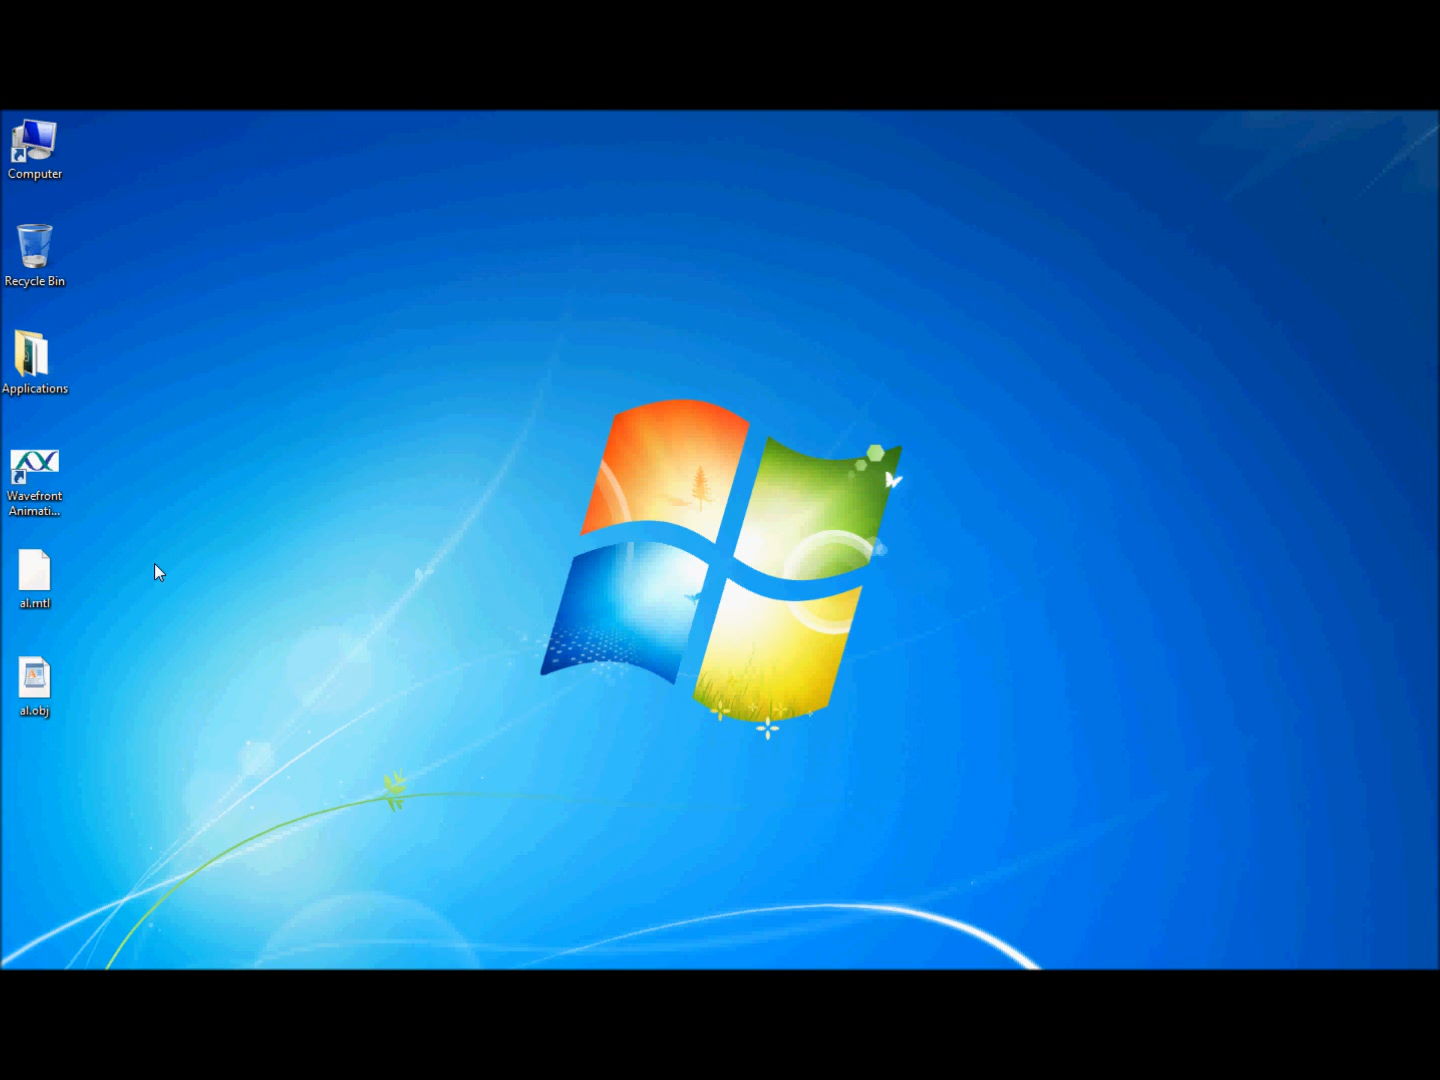 Computer
Recycle Bin
Applications
Wavefront
Animati...
al.mtl
al.obj